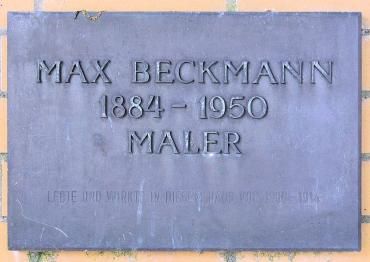 MAX BECKMANN
1884 - 1950
MALER
LEBTE UND WIRKTE IN DIESEM HAUS VON